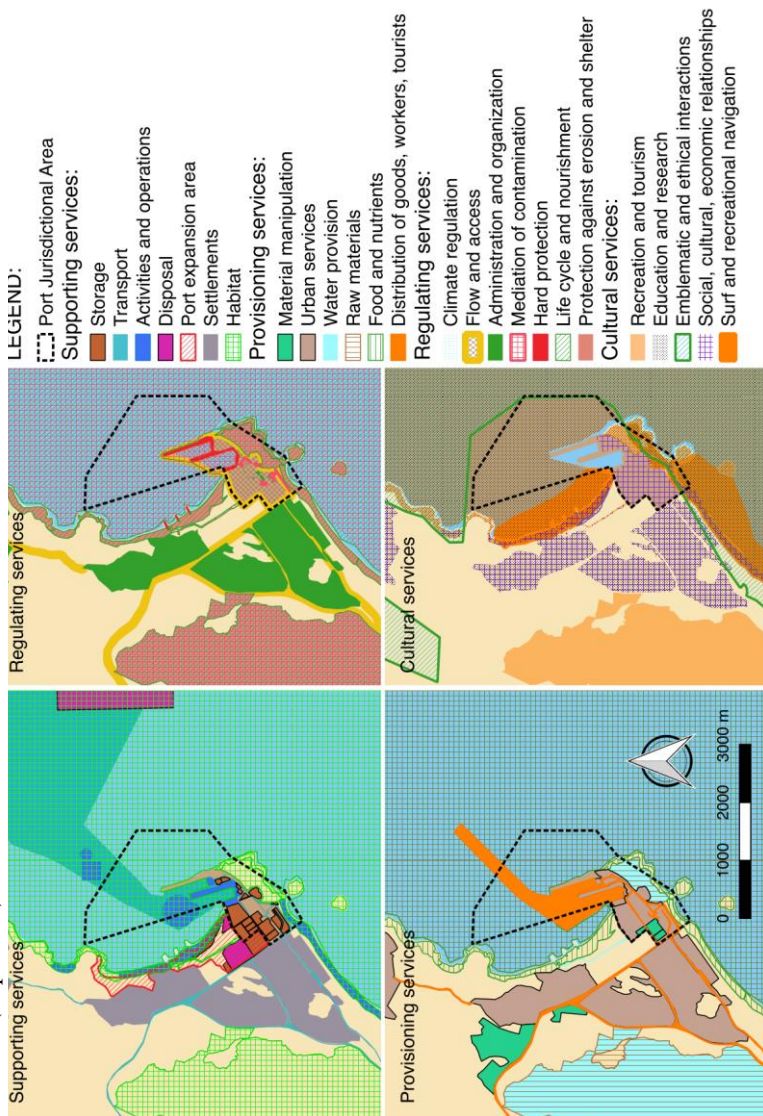 Supporting services
Regulating services
Provisioning services
Cultural services
0 1000 2000 3000 m
LEGEND:
Port Jurisdictional Area
Supporting services:
Storage
Transport
Activities and operations
Disposal
Port expansion area
Settlements
Habitat
Provisioning services:
Material manipulation
Urban services
Water provision
Raw materials
Food and nutrients
Distribution of goods, workers, tourists
Regulating services:
Climate regulation
Flow and access
Administration and organization
Mediation of contamination
Hard protection
Life cycle and nourishment
Protection against erosion and shelter
Cultural services:
Recreation and tourism
Education and research
Emblematic and ethical interactions
Social, cultural, economic relationships
Surf and recreational navigation